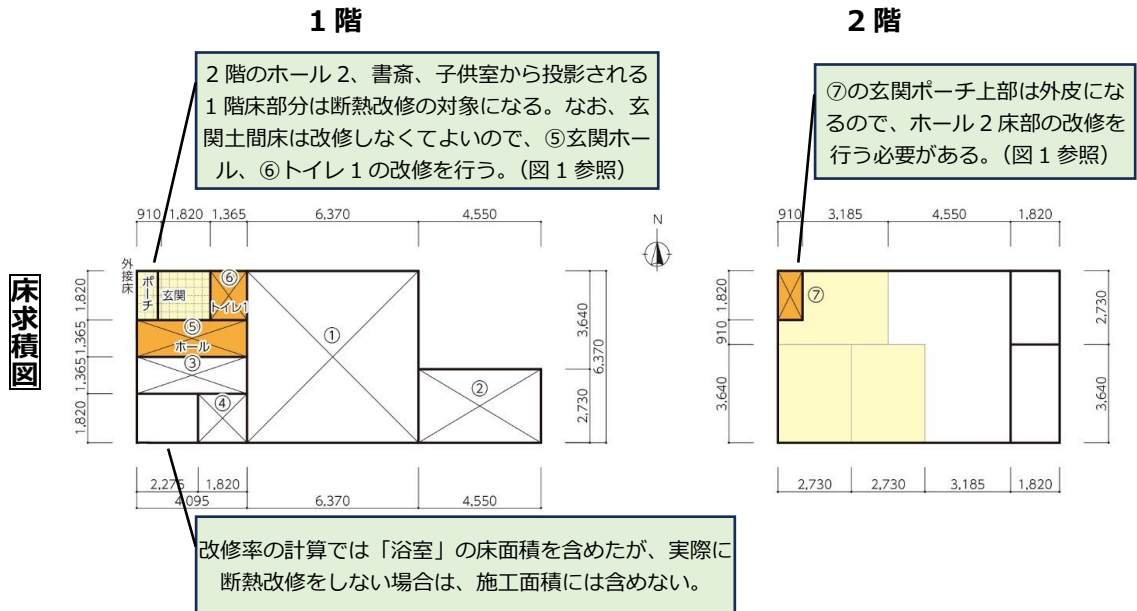 1 階
2 階
2 階のホール 2、書斎、子供室から投影される
1 階床部分は断熱改修の対象になる。なお、玄
関土間床は改修しなくてよいので、⑤玄関ホー
ル、⑥トイレ 1 の改修を行う。(図 1 参照)
⑦の玄関ポーチ上部は外皮にな
るので、ホール 2 床部の改修を
行う必要がある。(図 1 参照)
床求積図
910 1,820 1,365 6,370 4,550
外接床
ポーチ
玄関
⑥
トイレ1
⑤
ホール
③
④
①
②
1,820
1,365
1,365
1,820
3,640
2,730
6,370
2,275 1,820
4,095 6,370 4,550
N
910 3,185 4,550 1,820
⑦
1,820
910
3,640
2,730
3,640
2,730 2,730 3,185 1,820
改修率の計算では「浴室」の床面積を含めたが、実際に
断熱改修をしない場合は、施工面積には含めない。